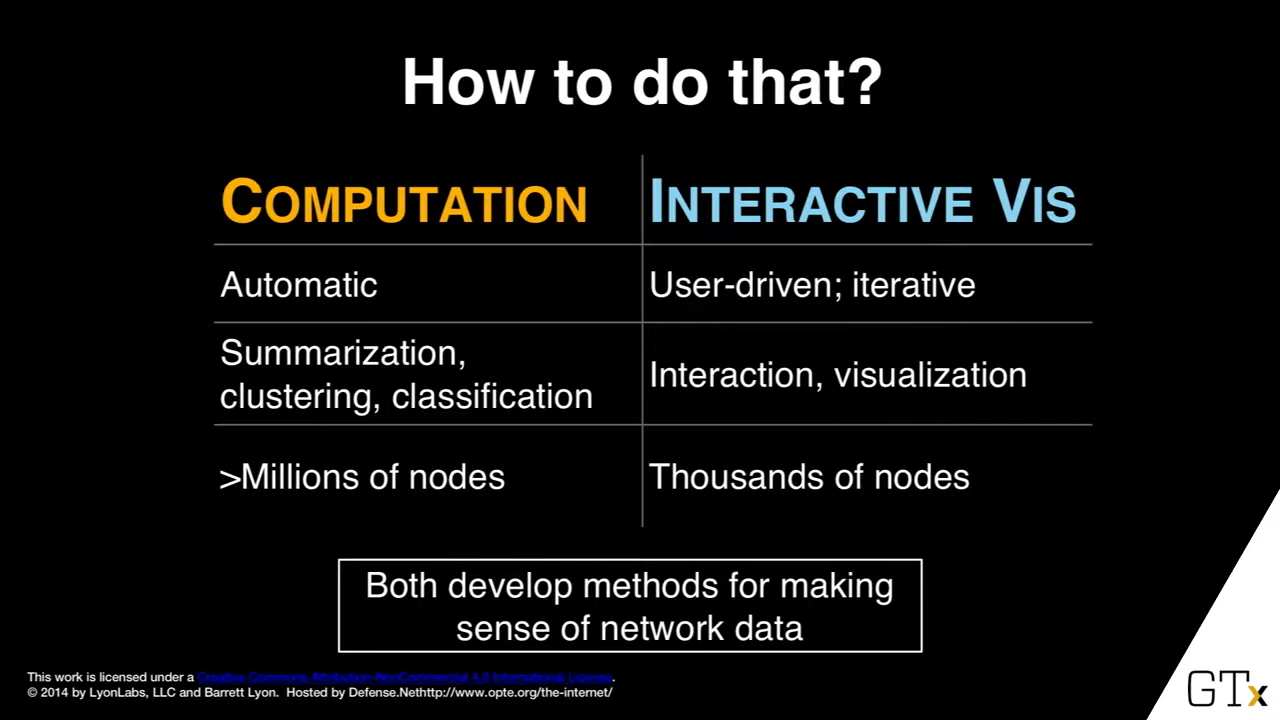 How to do that?
COMPUTATION
INTERACTIVE VIS
Automatic
User-driven; iterative
Summarization,
clustering, classification
Interaction, visualization
>Millions of nodes
Thousands of nodes
Both develop methods for making
sense of network data
This work is licensed under a Creative Commons Attribution-NonCommercial 4.0 International License.
© 2014 by LyonLabs, LLC and Barrett Lyon. Hosted by Defense.Nethttp://www.opte.org/the-internet/
GTx